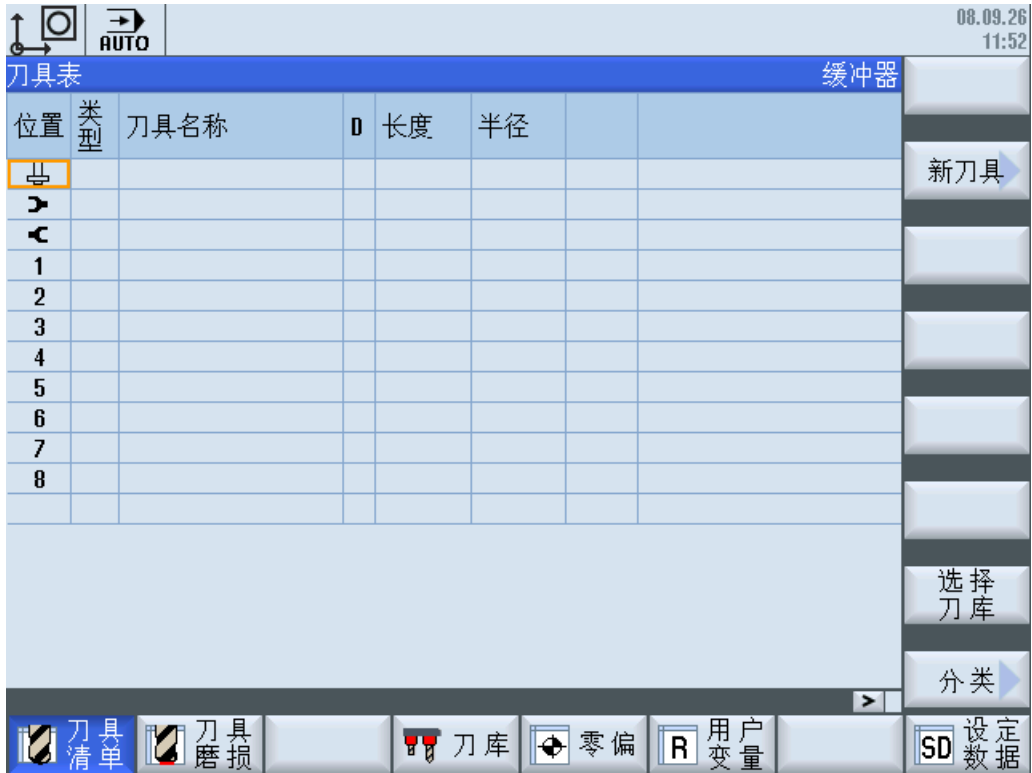 AUTO
08.09.26
11:52
刀具表
缓冲器
位置
类型
刀具名称
D
长度
半径
1
2
3
4
5
6
7
8
新刀具
选择
刀库
分类
>
刀具
清单
刀具
磨损
刀库
零偏
R
用户
变量
SD
设定
数据